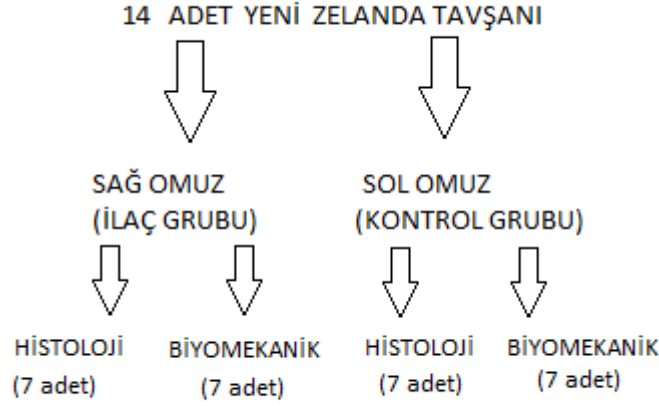 14 ADET YENİ ZELANDA TAVŞANI
SAĞ OMUZ
(İLAÇ GRUBU)
SOL OMUZ
(KONTROL GRUBU)
HİSTOLOJİ
(7 adet)
BİYOMEKANİK
(7 adet)
HİSTOLOJİ
(7 adet)
BİYOMEKANİK
(7 adet)